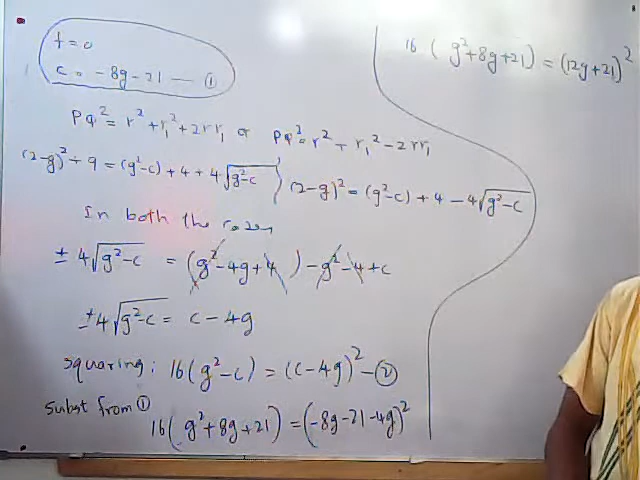 f = 0
c = -8g - 21 — ①
PQ² = r² + r₁² + 2rr₁ or PQ² = r² + r₁² - 2rr₁
(2-g)² + 9 = (g²-c) + 4 + 4√(g²-c) } (2-g)² = (g²-c) + 4 - 4√(g²-c)
In both the cases
± 4√(g²-c) = (g² - 4g + 4) - g² - 4 + c
± 4√(g²-c) = c - 4g
squaring: 16(g²-c) = (c-4g)² - ②
subst from ①
16(g² + 8g + 21) = (-8g - 21 - 4g)²
16 (g² + 8g + 21) = (12g + 21)²